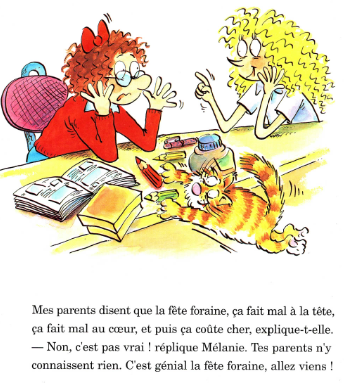 Mes parents disent que la fête foraine, ça fait mal à la tête,
ça fait mal au cœur, et puis ça coûte cher, explique-t-elle.
— Non, c'est pas vrai ! réplique Mélanie. Tes parents n'y
connaissent rien. C'est génial la fête foraine, allez viens !